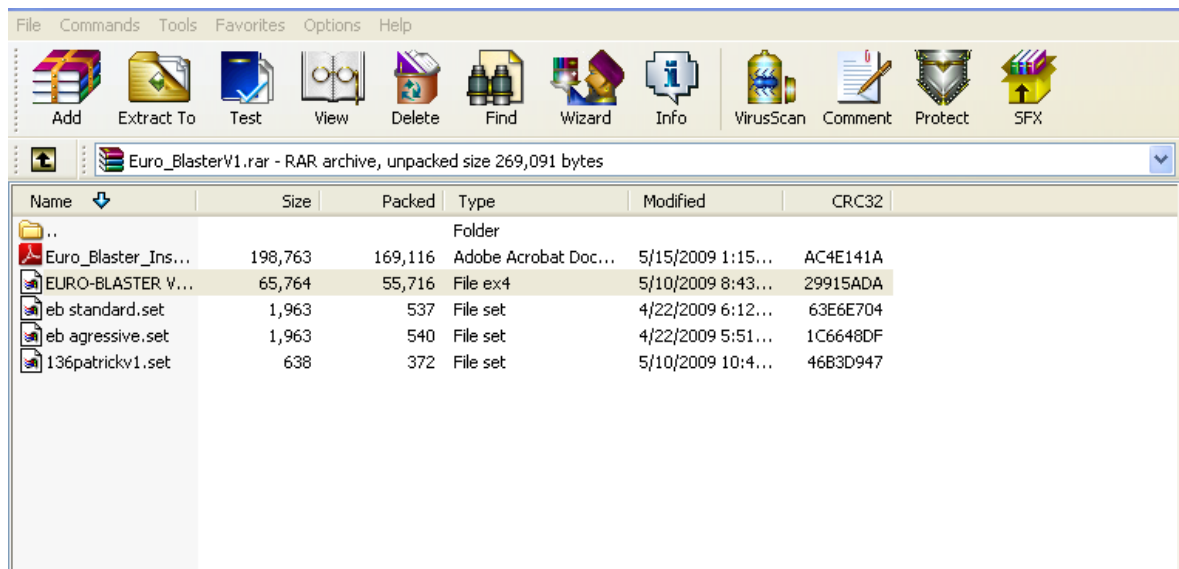 File Commands Tools Favorites Options Help
Add Extract To Test View Delete Find Wizard Info VirusScan Comment Protect SFX
Euro_BlasterV1.rar - RAR archive, unpacked size 269,091 bytes
Name Size Packed Type Modified CRC32
.. Folder
Euro_Blaster_Ins... 198,763 169,116 Adobe Acrobat Doc... 5/15/2009 1:15... AC4E141A
EURO-BLASTER V... 65,764 55,716 File ex4 5/10/2009 8:43... 29915ADA
eb standard.set 1,963 537 File set 4/22/2009 6:12... 63E6E704
eb agressive.set 1,963 540 File set 4/22/2009 5:51... 1C6648DF
136patrickv1.set 638 372 File set 5/10/2009 10:4... 46B3D947